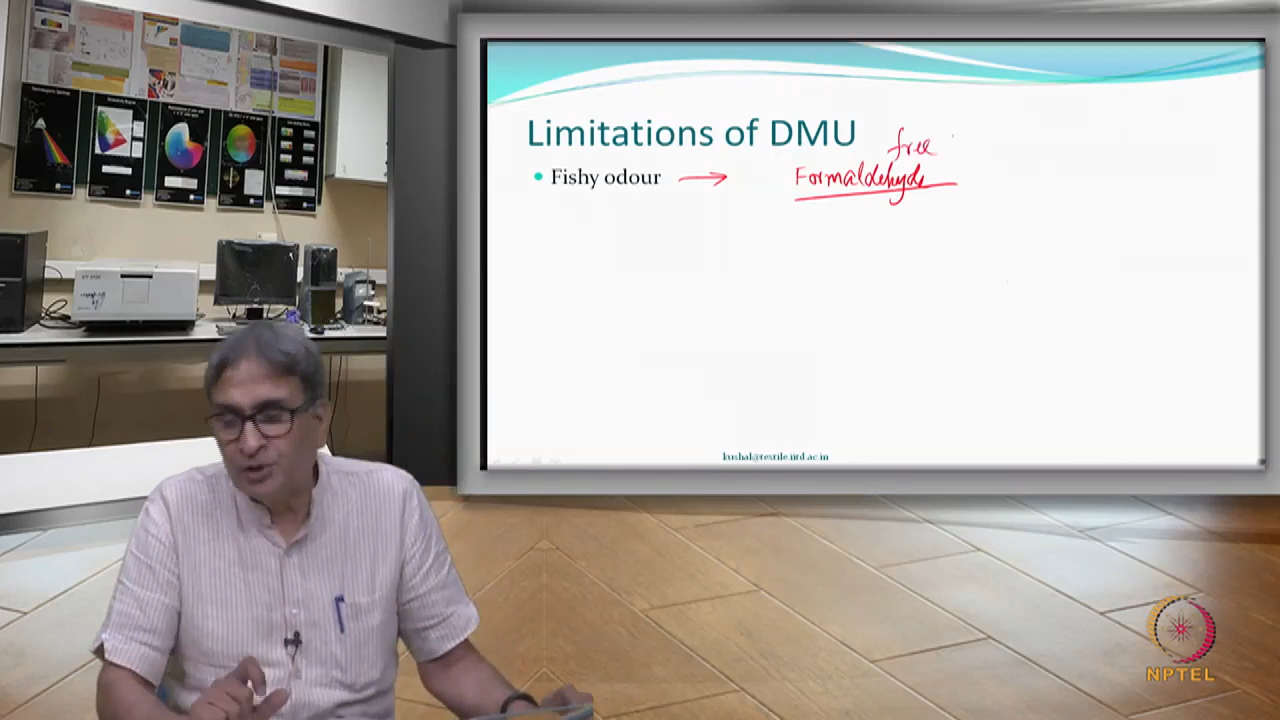 Limitations of DMU
free
• Fishy odour → Formaldehyde
kushal@textile.iitd.ac.in
NPTEL